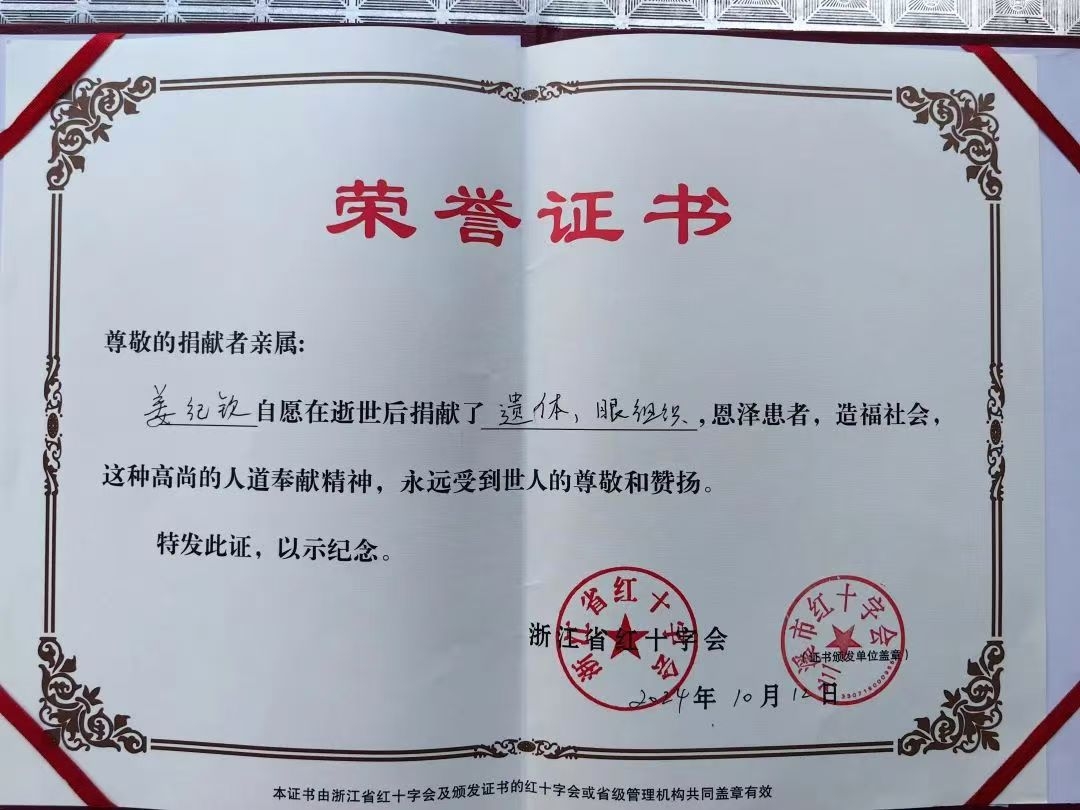 荣誉证书
尊敬的捐献者亲属:
姜纪钦自愿在逝世后捐献了遗体、眼组织,恩泽患者,造福社会,
这种高尚的人道奉献精神,永远受到世人的尊敬和赞扬。
特发此证,以示纪念。
浙江省红十字会
浙江省红十字会
市红十字会
(证书颁发单位盖章)
2024年10月12日
本证书由浙江省红十字会及颁发证书的红十字会或省级管理机构共同盖章有效